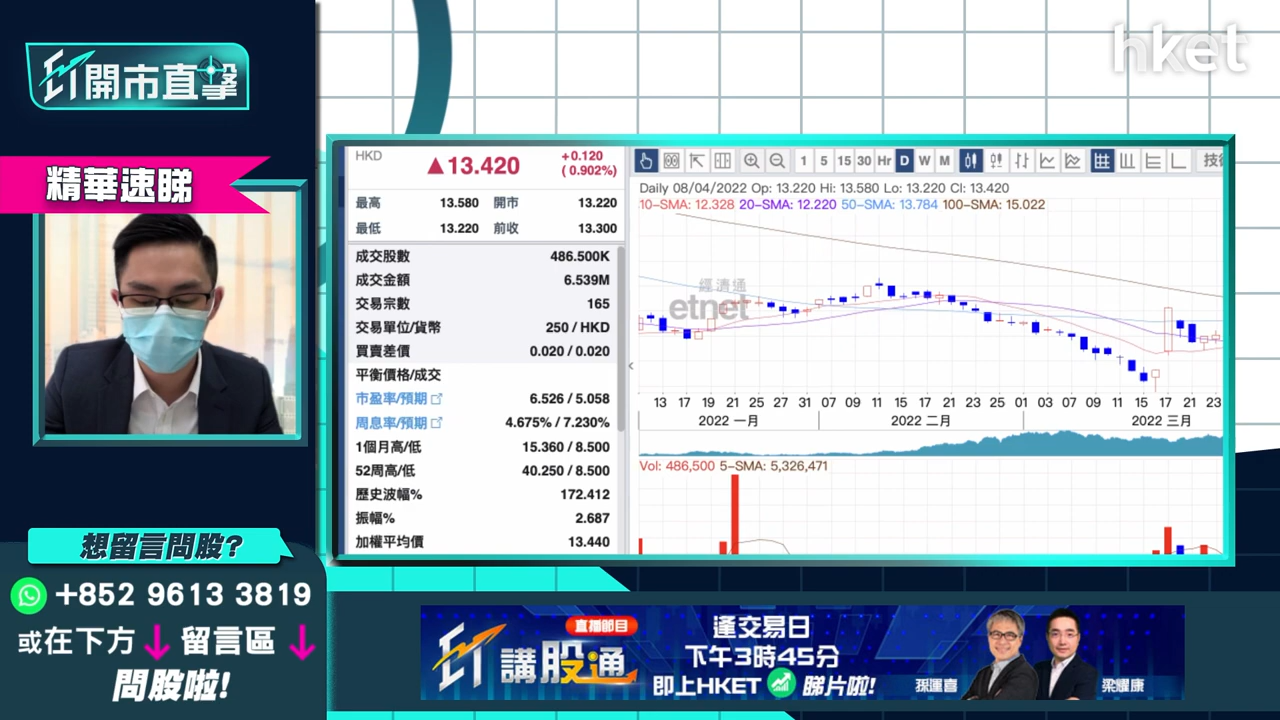 hket
ET開市直擊
精華速睇
HKD
▲13.420
+0.120
( 0.902%)
最高 13.580 開市 13.220
最低 13.220 前收 13.300
成交股數 486.500K
成交金額 6.539M
交易宗數 165
交易單位/貨幣 250 / HKD
買賣差價 0.020 / 0.020
平衡價格/成交
市盈率/預期 6.526 / 5.058
周息率/預期 4.675% / 7.230%
1個月高/低 15.360 / 8.500
52周高/低 40.250 / 8.500
歷史波幅% 172.412
振幅% 2.687
加權平均價 13.440
1 5 15 30 Hr D W M
Daily 08/04/2022 Op: 13.220 Hi: 13.580 Lo: 13.220 Cl: 13.420
10-SMA: 12.328 20-SMA: 12.220 50-SMA: 13.784 100-SMA: 15.022
經濟通
etnet
13 17 19 21 25 27 31 07 09 11 15 17 21 23 25 01 03 07 09 11 15 17 21 23
2022 一月 2022 二月 2022 三月
Vol: 486,500 5-SMA: 5,326,471
想留言問股?
+852 9613 3819
或在下方↓留言區↓
問股啦!
ET講股通
直播節目
逢交易日
下午3時45分
即上HKET 睇片啦!
孫運喜
梁耀康